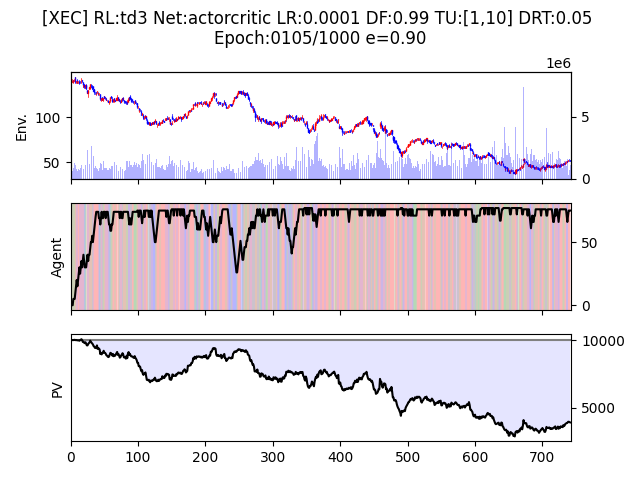 [XEC] RL:td3 Net:actorcritic LR:0.0001 DF:0.99 TU:[1,10] DRT:0.05
Epoch:0105/1000 e=0.90
1e6
Env.
100
50
5
0
Agent
50
0
PV
10000
5000
0 100 200 300 400 500 600 700